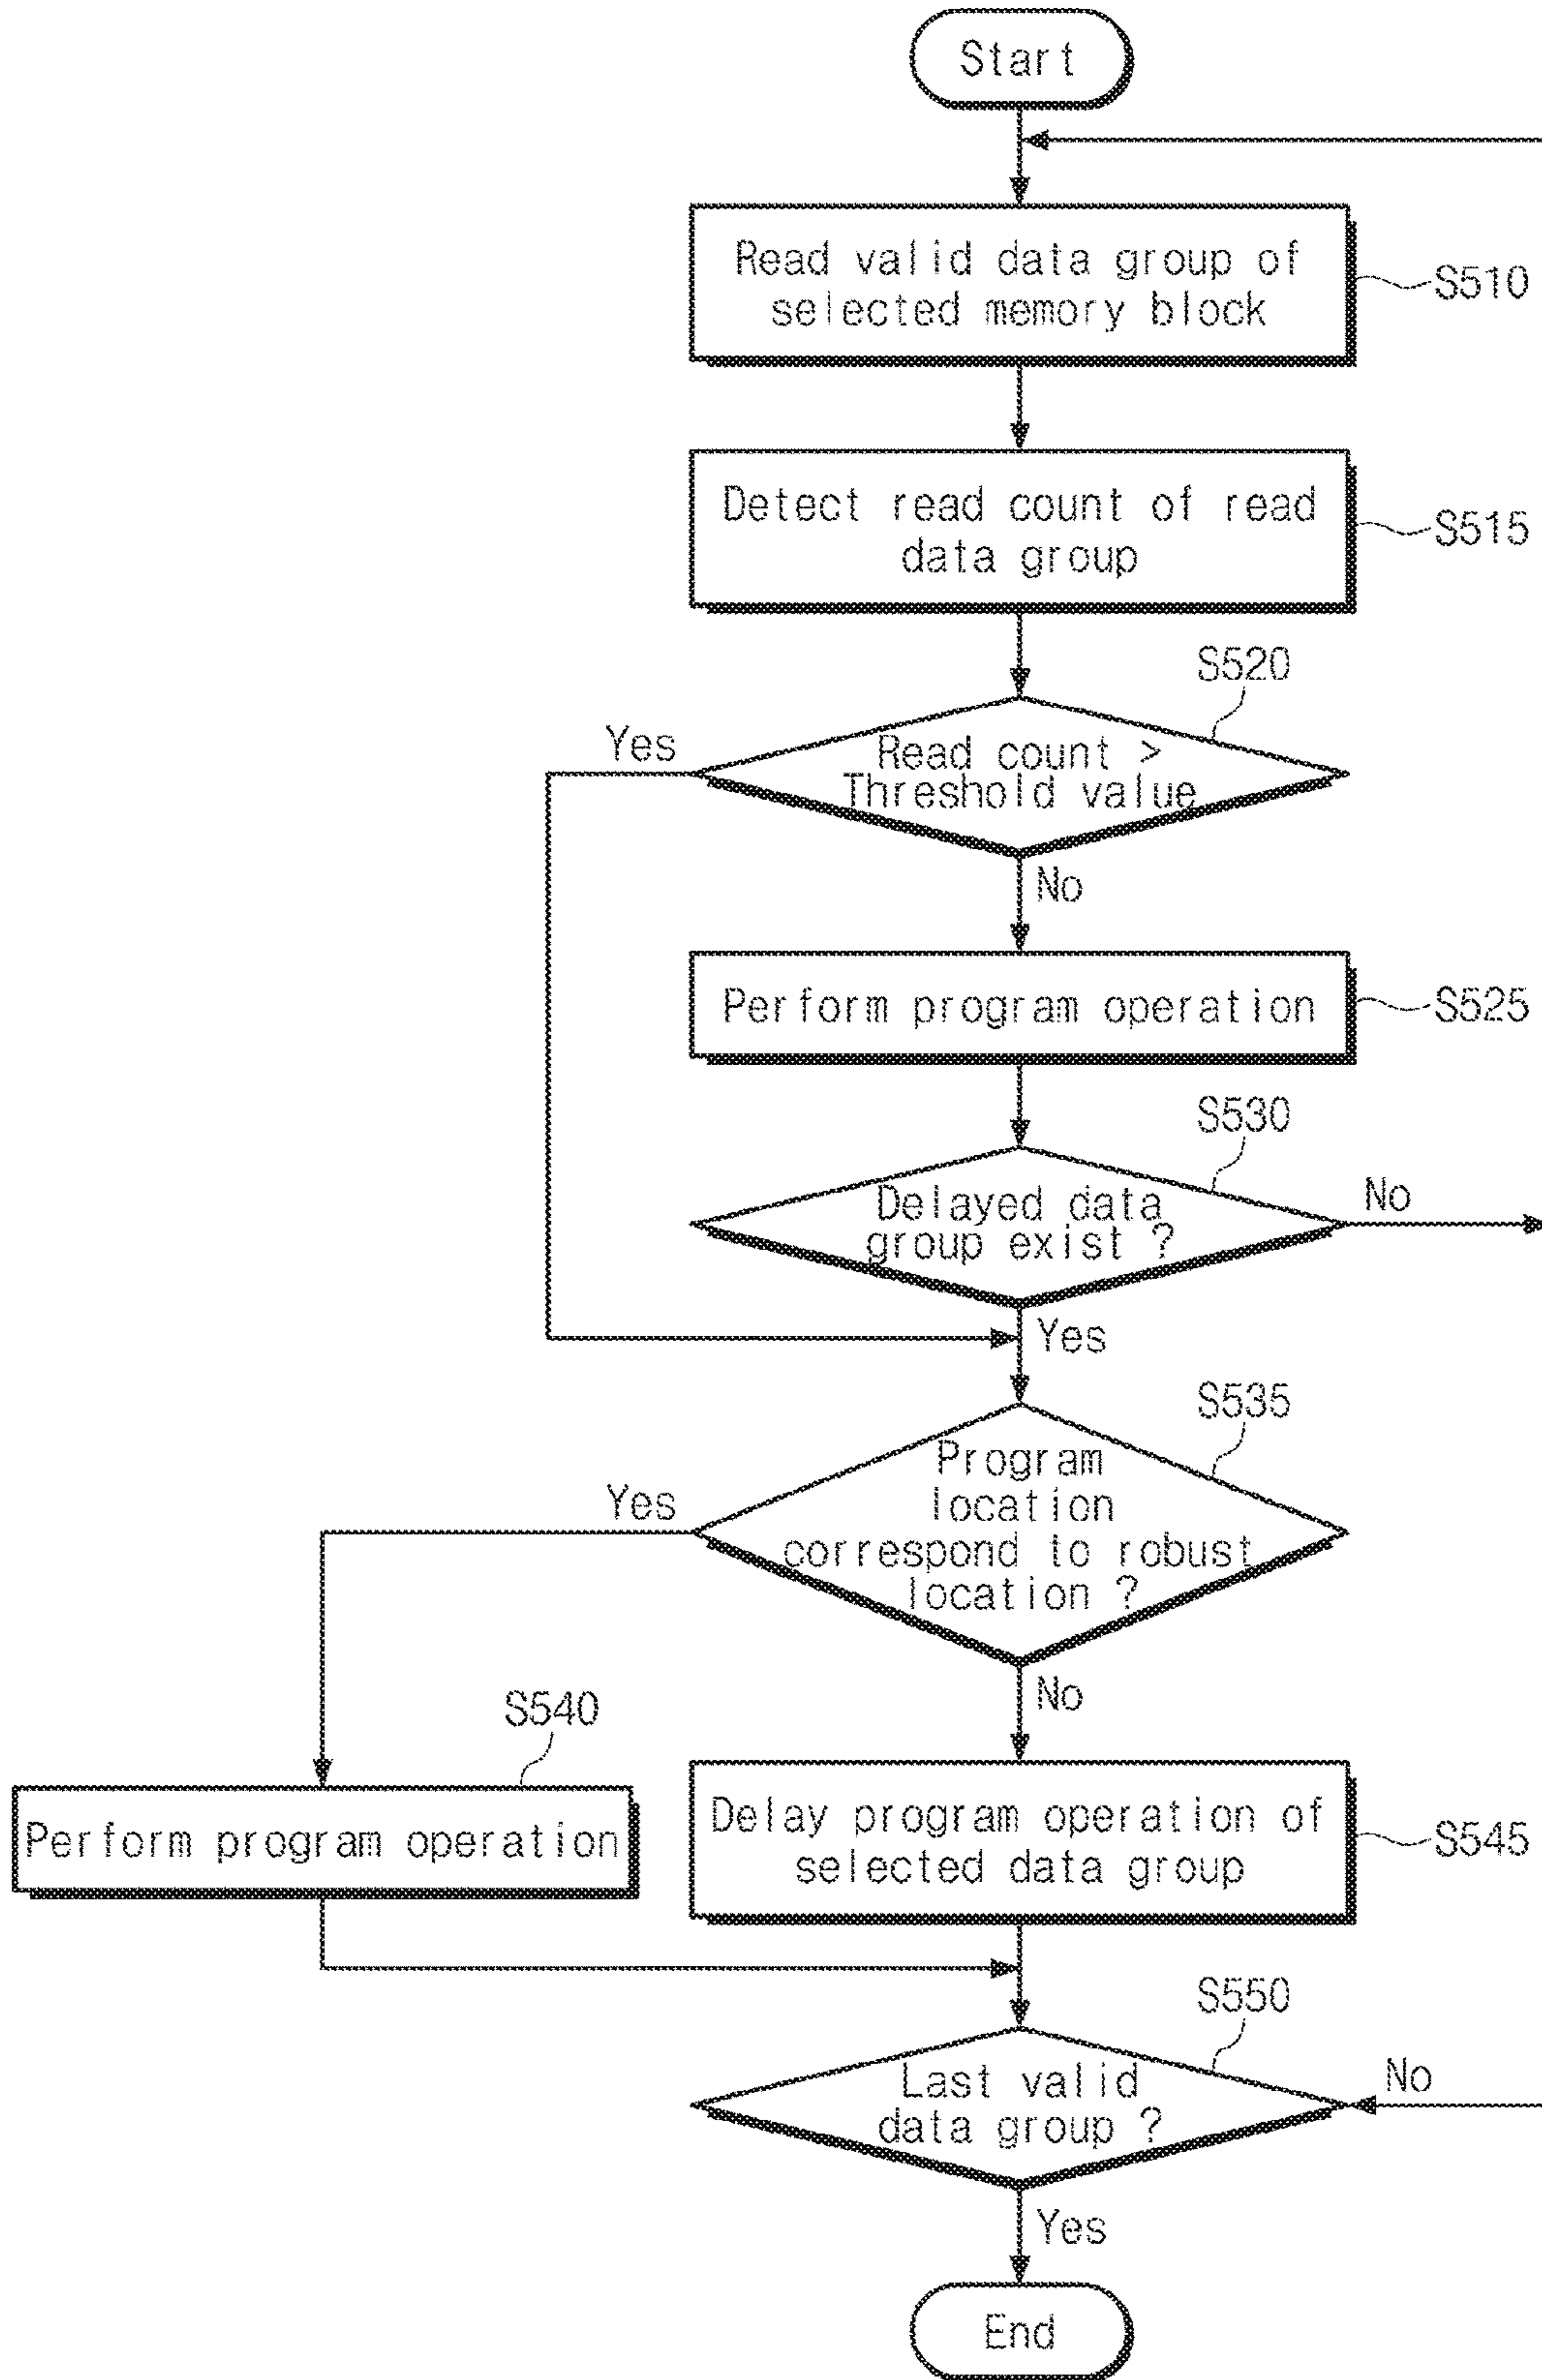 Start
Read valid data group of
selected memory block
S510
Detect read count of read
data group
S515
S520
Yes
Read count >
Threshold value
No
Perform program operation
S525
S530
Delayed data
group exist ?
No
Yes
S535
Yes
Program
location
correspond to robust
location ?
No
S540
Perform program operation
Delay program operation of
selected data group
S545
S550
Last valid
data group ?
No
Yes
End